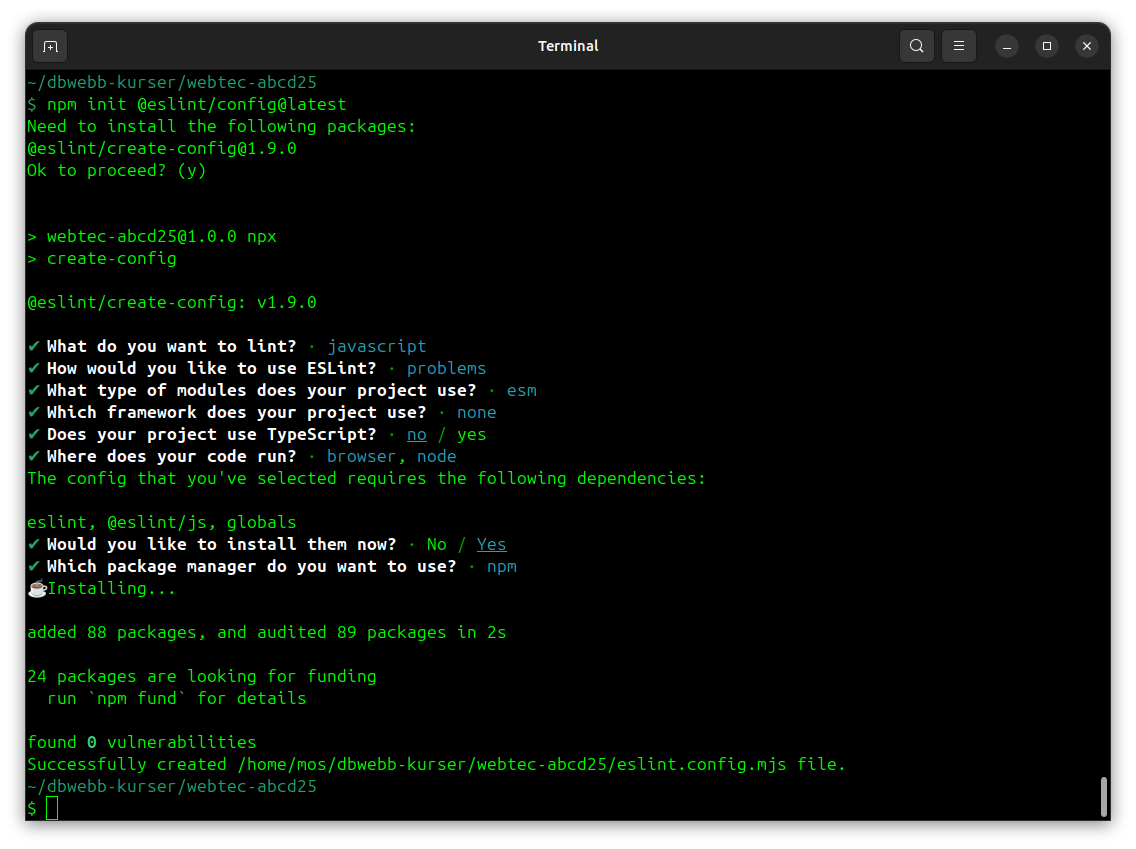 Terminal
~/dbwebb-kurser/webtec-abcd25
$ npm init @eslint/config@latest
Need to install the following packages:
@eslint/create-config@1.9.0
Ok to proceed? (y)
> webtec-abcd25@1.0.0 npx
> create-config
@eslint/create-config: v1.9.0
✔ What do you want to lint? · javascript
✔ How would you like to use ESLint? · problems
✔ What type of modules does your project use? · esm
✔ Which framework does your project use? · none
✔ Does your project use TypeScript? · no / yes
✔ Where does your code run? · browser, node
The config that you've selected requires the following dependencies:
eslint, @eslint/js, globals
✔ Would you like to install them now? · No / Yes
✔ Which package manager do you want to use? · npm
☕Installing...
added 88 packages, and audited 89 packages in 2s
24 packages are looking for funding
  run `npm fund` for details
found 0 vulnerabilities
Successfully created /home/mos/dbwebb-kurser/webtec-abcd25/eslint.config.mjs file.
~/dbwebb-kurser/webtec-abcd25
$